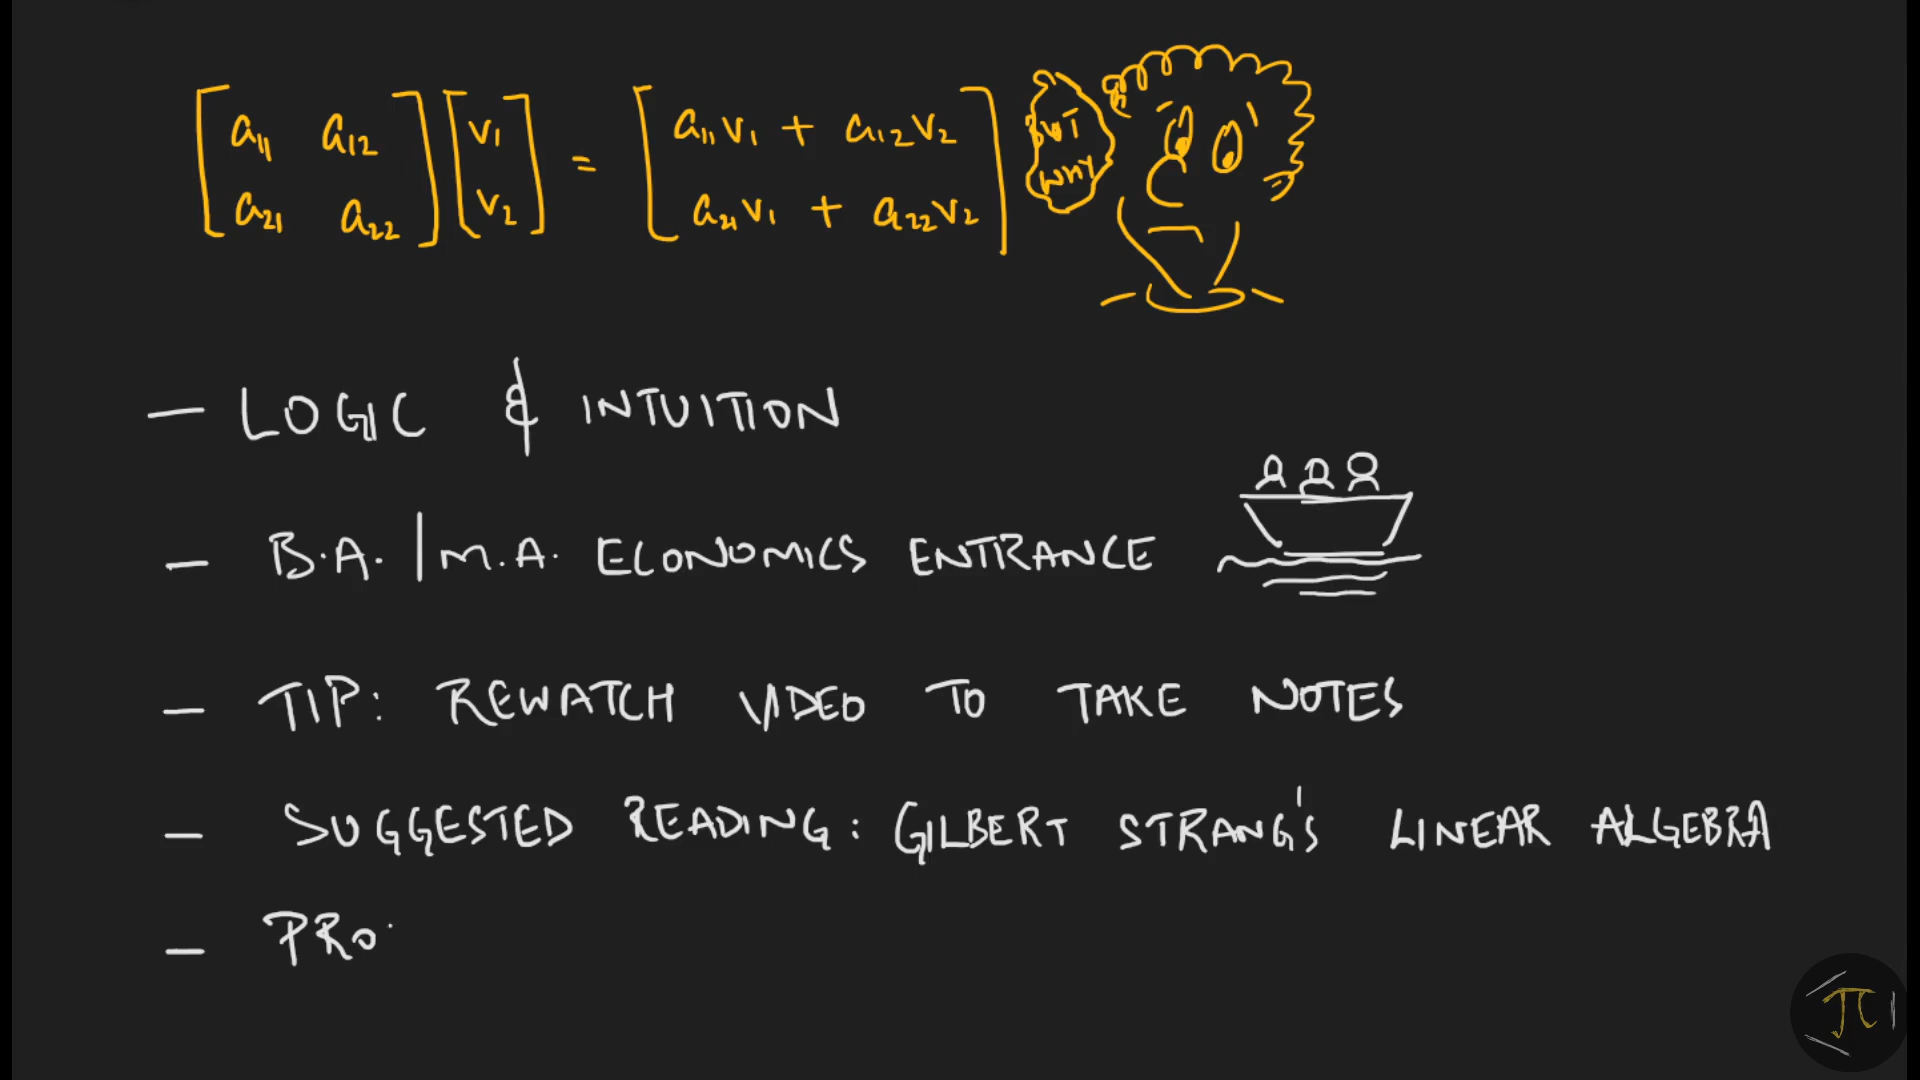 [a11 a12 a21 a22] [v1 v2] = [a11v1 + a12v2 a21v1 + a22v2]
BUT WHY
– LOGIC & INTUITION
– B.A. | M.A. ECONOMICS ENTRANCE
– TIP: REWATCH VIDEO TO TAKE NOTES
– SUGGESTED READING: GILBERT STRANG'S LINEAR ALGEBRA
– PRO
π